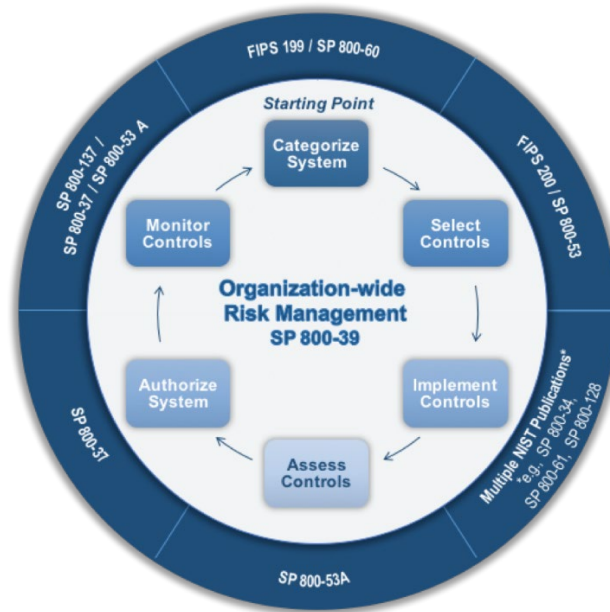 FIPS 199 / SP 800-60
Starting Point
Categorize
System
FIPS 200 / SP 800-53
Select
Controls
Multiple NIST Publications*
*e.g., SP 800-34,
SP 800-61, SP 800-128
Implement
Controls
SP 800-53A
Assess
Controls
SP 800-37
Authorize
System
SP 800-137 /
SP 800-37 / SP 800-53 A
Monitor
Controls
Organization-wide
Risk Management
SP 800-39